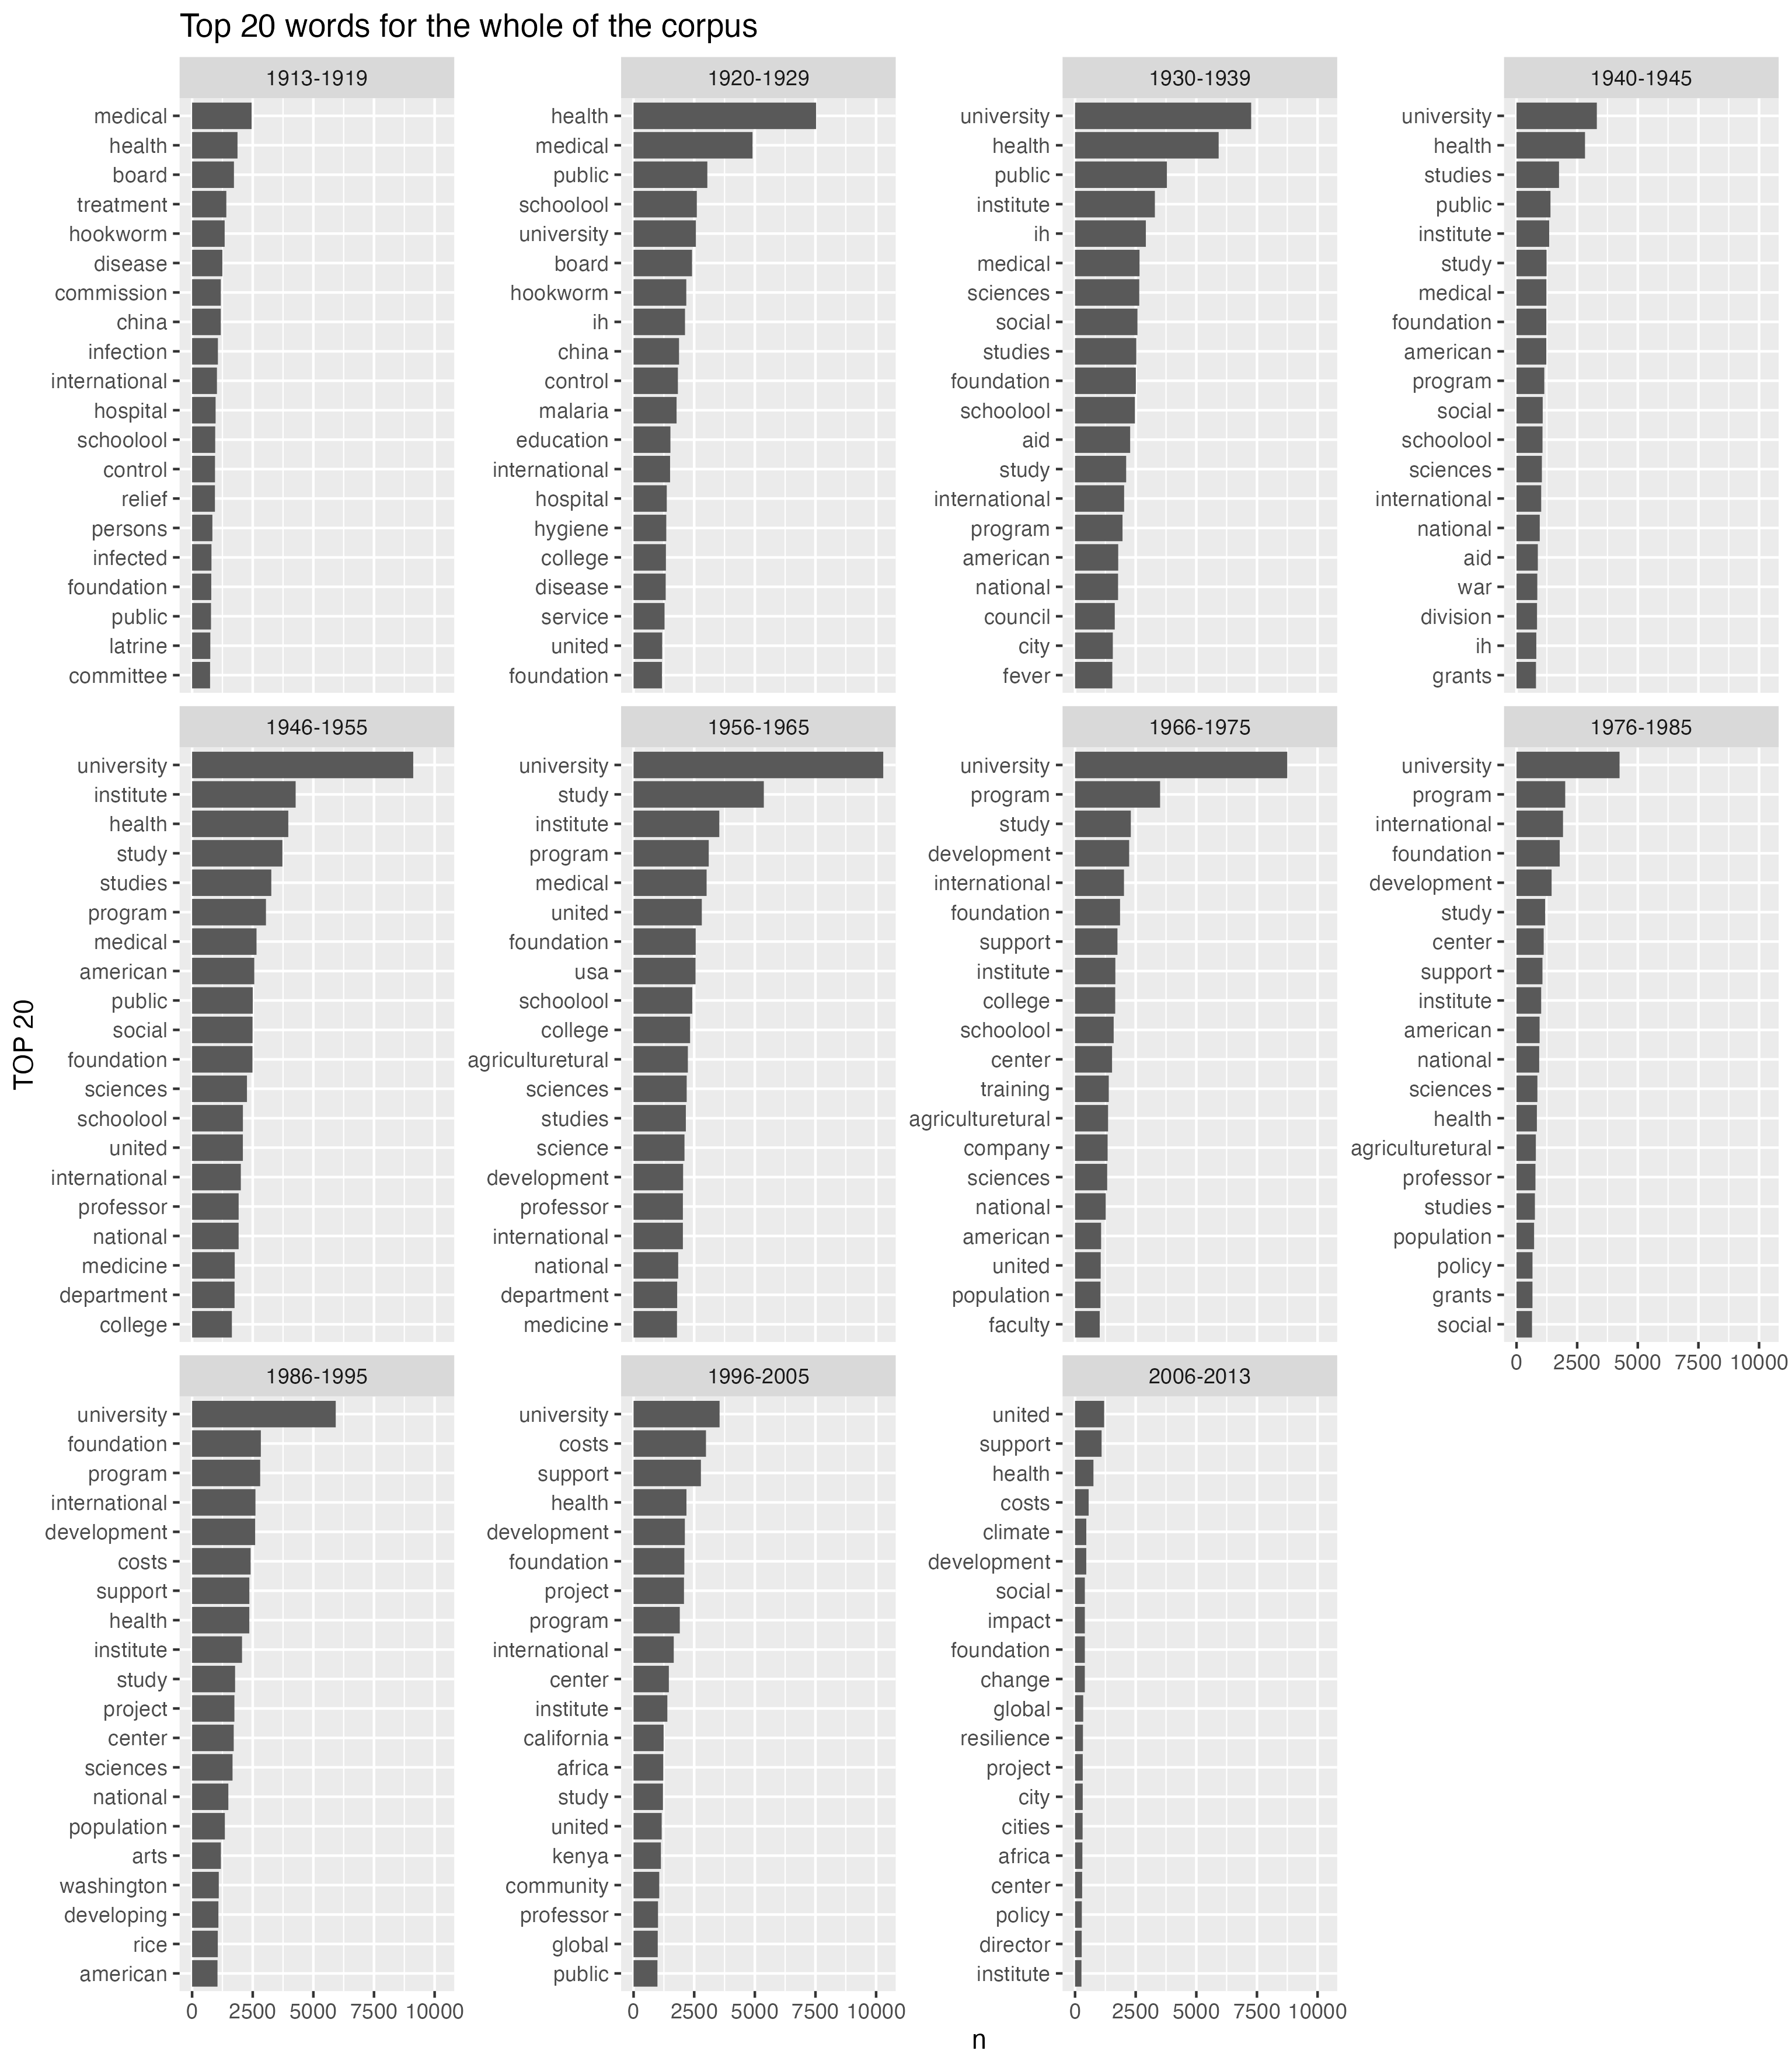 Top 20 words for the whole of the corpus
1913-1919
medical
health
board
treatment
hookworm
disease
commission
china
infection
international
hospital
schoolool
control
relief
persons
infected
foundation
public
latrine
committee
1920-1929
health
medical
public
schoolool
university
board
hookworm
ih
china
control
malaria
education
international
hospital
hygiene
college
disease
service
united
foundation
1930-1939
university
health
public
institute
ih
medical
sciences
social
studies
foundation
schoolool
aid
study
international
program
american
national
council
city
fever
1940-1945
university
health
studies
public
institute
study
medical
foundation
american
program
social
schoolool
sciences
international
national
aid
war
division
ih
grants
TOP 20
1946-1955
university
institute
health
study
studies
program
medical
american
public
social
foundation
sciences
schoolool
united
international
professor
national
medicine
department
college
1956-1965
university
study
institute
program
medical
united
foundation
usa
schoolool
college
agriculturetural
sciences
studies
science
development
professor
international
national
department
medicine
1966-1975
university
program
study
development
international
foundation
support
institute
college
schoolool
center
training
agriculturetural
company
sciences
national
american
united
population
faculty
1976-1985
university
program
international
foundation
development
study
center
support
institute
american
national
sciences
health
agriculturetural
professor
studies
population
policy
grants
social
0 2500 5000 7500 10000
1986-1995
university
foundation
program
international
development
costs
support
health
institute
study
project
center
sciences
national
population
arts
washington
developing
rice
american
0 2500 5000 7500 10000
1996-2005
university
costs
support
health
development
foundation
project
program
international
center
institute
california
africa
study
united
kenya
community
professor
global
public
0 2500 5000 7500 10000
2006-2013
united
support
health
costs
climate
development
social
impact
foundation
change
global
resilience
project
city
cities
africa
center
policy
director
institute
0 2500 5000 7500 10000
n